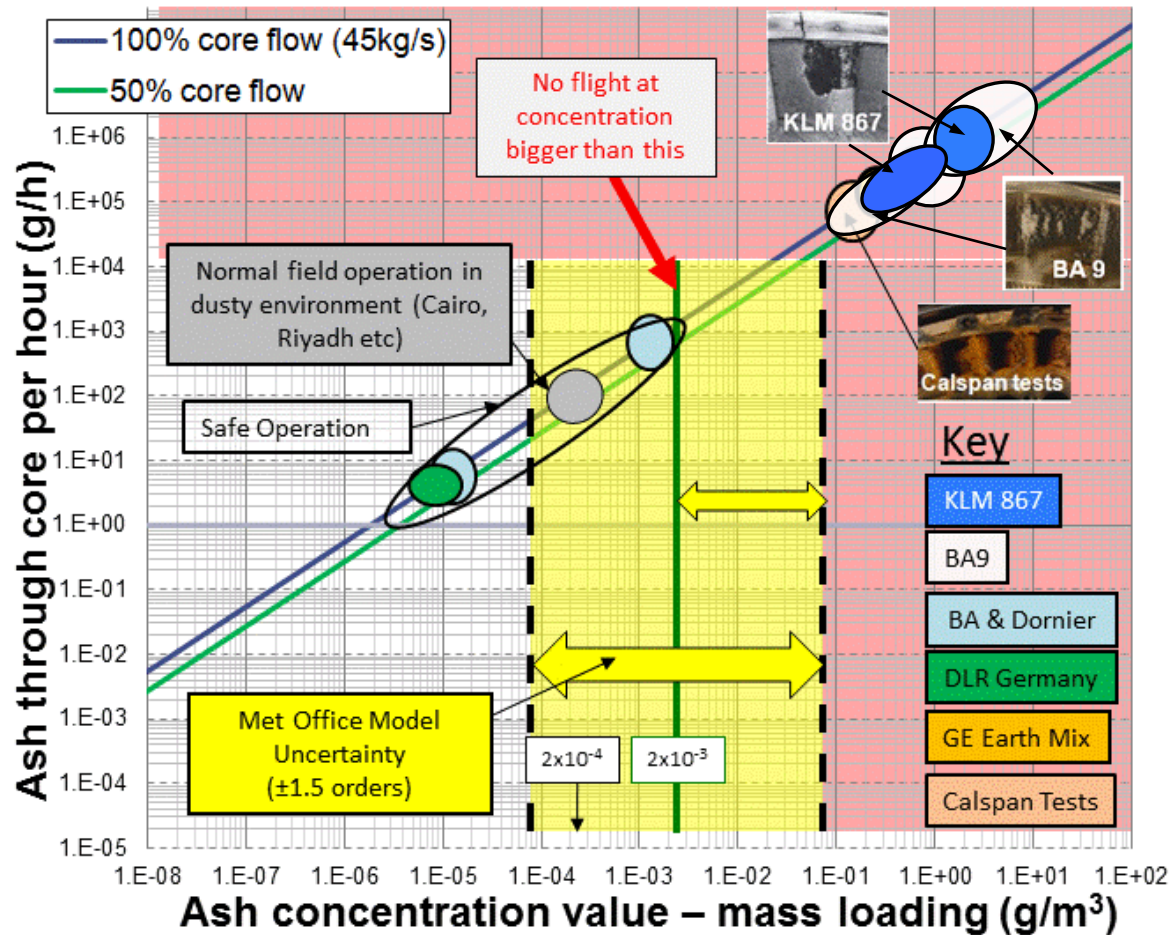 100% core flow (45kg/s)
50% core flow
No flight at
concentration
bigger than this
KLM 867
BA 9
Calspan tests
Normal field operation in
dusty environment (Cairo,
Riyadh etc)
Safe Operation
Met Office Model
Uncertainty
(±1.5 orders)
2x10⁻⁴
2x10⁻³
Key
KLM 867
BA9
BA & Dornier
DLR Germany
GE Earth Mix
Calspan Tests
Ash through core per hour (g/h)
1.E+06
1.E+05
1.E+04
1.E+03
1.E+02
1.E+01
1.E+00
1.E-01
1.E-02
1.E-03
1.E-04
1.E-05
1.E-08 1.E-07 1.E-06 1.E-05 1.E-04 1.E-03 1.E-02 1.E-01 1.E+00 1.E+01 1.E+02
Ash concentration value – mass loading (g/m³)